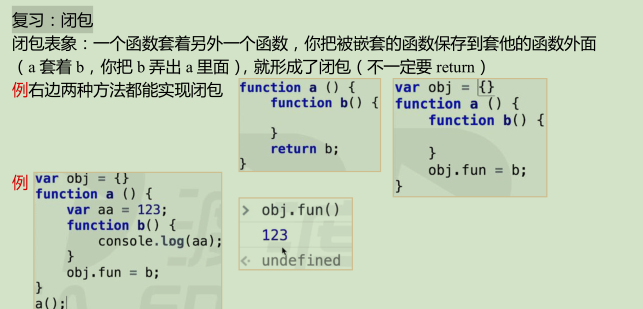 复习：闭包
闭包表象：一个函数套着另外一个函数，你把被嵌套的函数保存到套他的函数外面
（a 套着 b，你把 b 弄出 a 里面），就形成了闭包（不一定要 return）
例右边两种方法都能实现闭包
function a () {
function b() {
}
return b;
}
var obj = {}
function a () {
function b() {
}
obj.fun = b;
}
例
var obj = {}
function a () {
var aa = 123;
function b() {
console.log(aa);
}
obj.fun = b;
}
a();
> obj.fun()
123
<· undefined